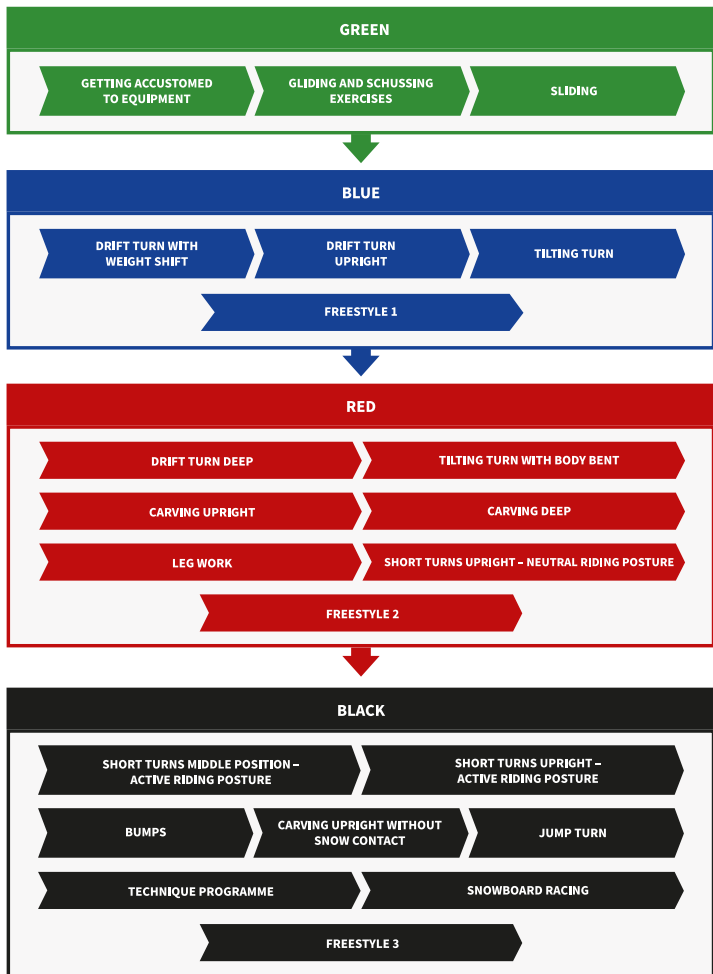 GREEN
GETTING ACCUSTOMED
TO EQUIPMENT
GLIDING AND SCHUSSING
EXERCISES
SLIDING
BLUE
DRIFT TURN WITH
WEIGHT SHIFT
DRIFT TURN
UPRIGHT
TILTING TURN
FREESTYLE 1
RED
DRIFT TURN DEEP
TILTING TURN WITH BODY BENT
CARVING UPRIGHT
CARVING DEEP
LEG WORK
SHORT TURNS UPRIGHT – NEUTRAL RIDING POSTURE
FREESTYLE 2
BLACK
SHORT TURNS MIDDLE POSITION –
ACTIVE RIDING POSTURE
SHORT TURNS UPRIGHT –
ACTIVE RIDING POSTURE
BUMPS
CARVING UPRIGHT WITHOUT
SNOW CONTACT
JUMP TURN
TECHNIQUE PROGRAMME
SNOWBOARD RACING
FREESTYLE 3